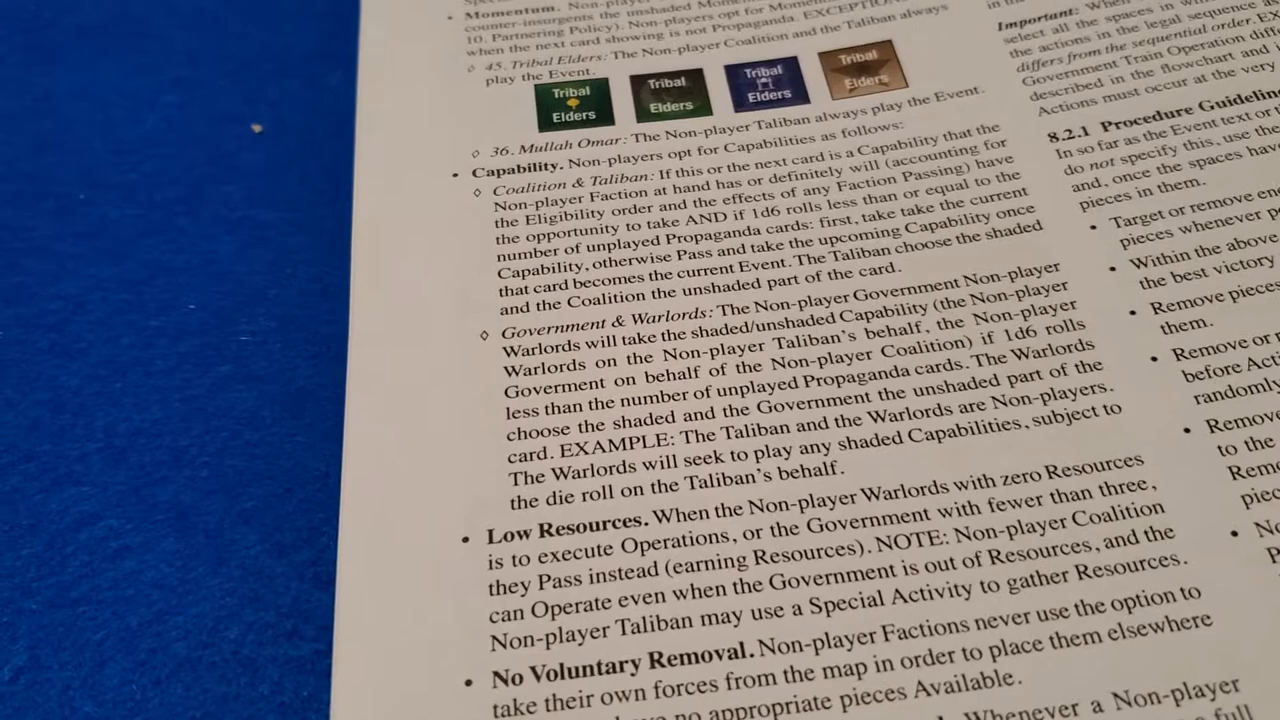 Momentum. Non-player
counter-insurgents the unshaded
10. Partnering Policy). Non-players opt for
when the next card showing is not Propaganda.
◊ 45. Tribal Elders: The Non-player Coalition and the Taliban always
play the Event.
Tribal
Elders
Tribal
Elders
Tribal
Elders
Tribal
Elders
◊ 36. Mullah Omar: The Non-player Taliban always play the Event.
• Capability. Non-players opt for Capabilities as follows:
◊ Coalition & Taliban: If this or the next card is a Capability that the
Non-player Faction at hand has or definitely will (accounting for
the Eligibility order and the effects of any Faction Passing) have
the opportunity to take AND if 1d6 rolls less than or equal to the
number of unplayed Propaganda cards: first, take take the current
Capability, otherwise Pass and take the upcoming Capability once
that card becomes the current Event. The Taliban choose the shaded
and the Coalition the unshaded part of the card.
◊ Government & Warlords: The Non-player Government Non-player
Warlords will take the shaded/unshaded Capability (the Non-player
Warlords on the Non-player Taliban's behalf, the Non-player
Goverment on behalf of the Non-player Coalition) if 1d6 rolls
less than the number of unplayed Propaganda cards. The Warlords
choose the shaded and the Government the unshaded part of the
card. EXAMPLE: The Taliban and the Warlords are Non-players.
The Warlords will seek to play any shaded Capabilities, subject to
the die roll on the Taliban's behalf.
• Low Resources. When the Non-player Warlords with zero Resources
is to execute Operations, or the Government with fewer than three,
they Pass instead (earning Resources). NOTE: Non-player Coalition
can Operate even when the Government is out of Resources, and the
Non-player Taliban may use a Special Activity to gather Resources.
• No Voluntary Removal. Non-player Factions never use the option to
take their own forces from the map in order to place them elsewhere
no appropriate pieces Available.
Whenever a Non-player
full
in the
Important: When
select all the spaces in
the actions in the legal sequence as
differs from the sequential order.
Government Train Operation
described in the flowchart and
Actions must occur at the very
8.2.1 Procedure
In so far as the Event text or
do not specify this, use the
and, once the spaces have
pieces in them.
• Target or remove
pieces whenever
• Within the above
the best victory
• Remove pieces
them.
• Remove or
before
randomly
• Remove
to the